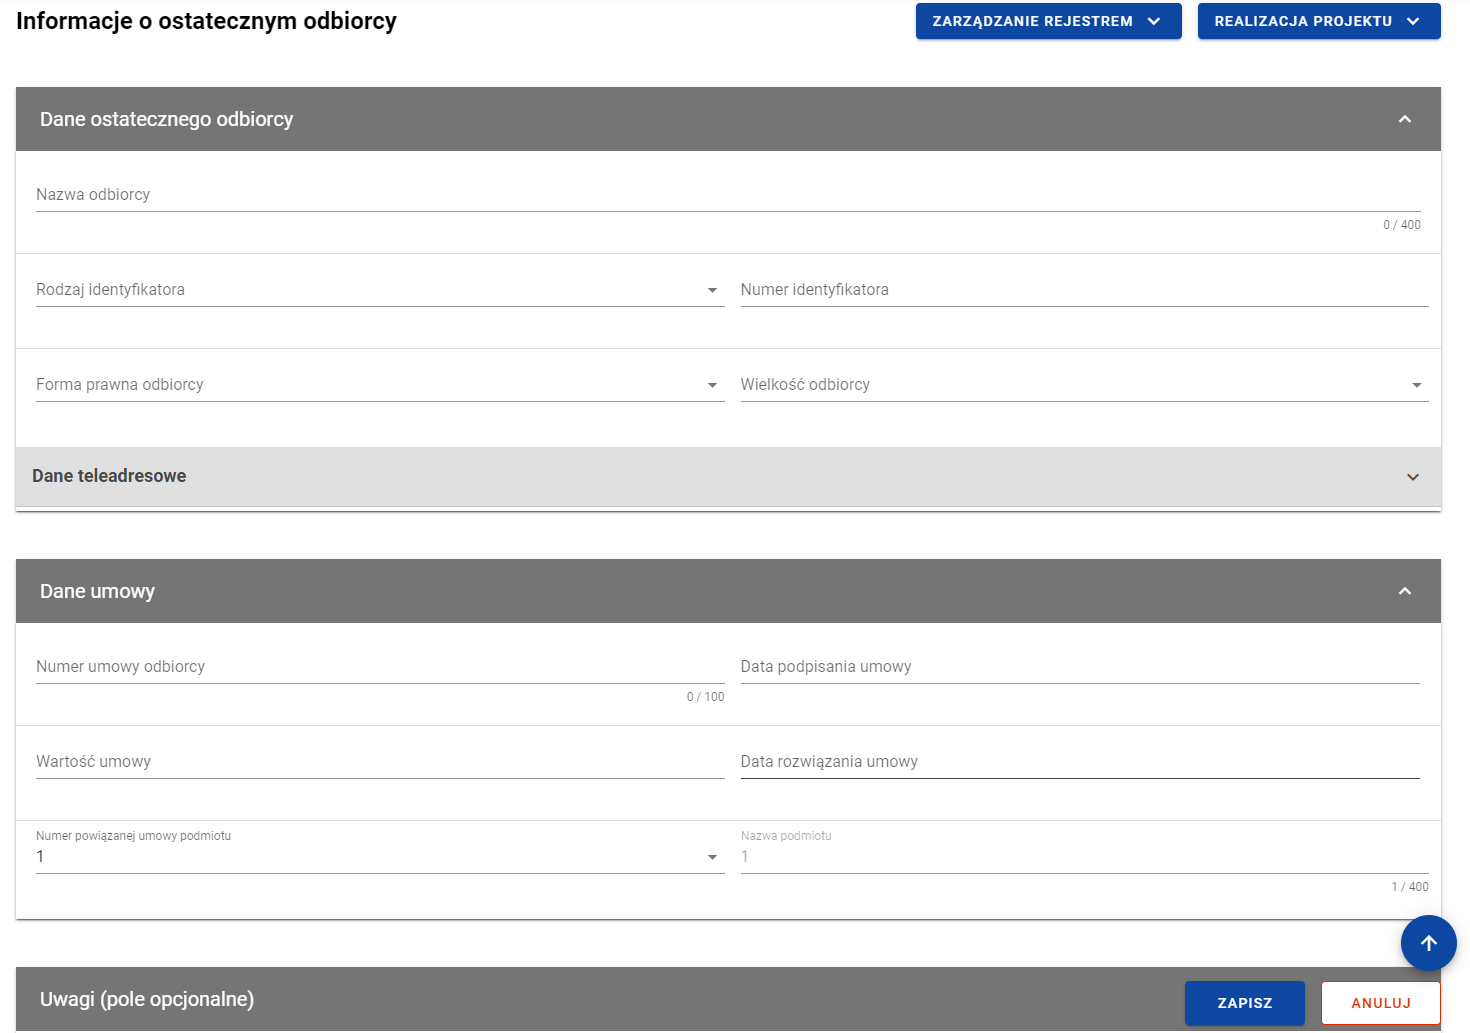 Informacje o ostatecznym odbiorcy
ZARZĄDZANIE REJESTREM
REALIZACJA PROJEKTU
Dane ostatecznego odbiorcy
Nazwa odbiorcy
0 / 400
Rodzaj identyfikatora
Numer identyfikatora
Forma prawna odbiorcy
Wielkość odbiorcy
Dane teleadresowe
Dane umowy
Numer umowy odbiorcy
Data podpisania umowy
0 / 100
Wartość umowy
Data rozwiązania umowy
Numer powiązanej umowy podmiotu
Nazwa podmiotu
1
1
1 / 400
Uwagi (pole opcjonalne)
ZAPISZ
ANULUJ